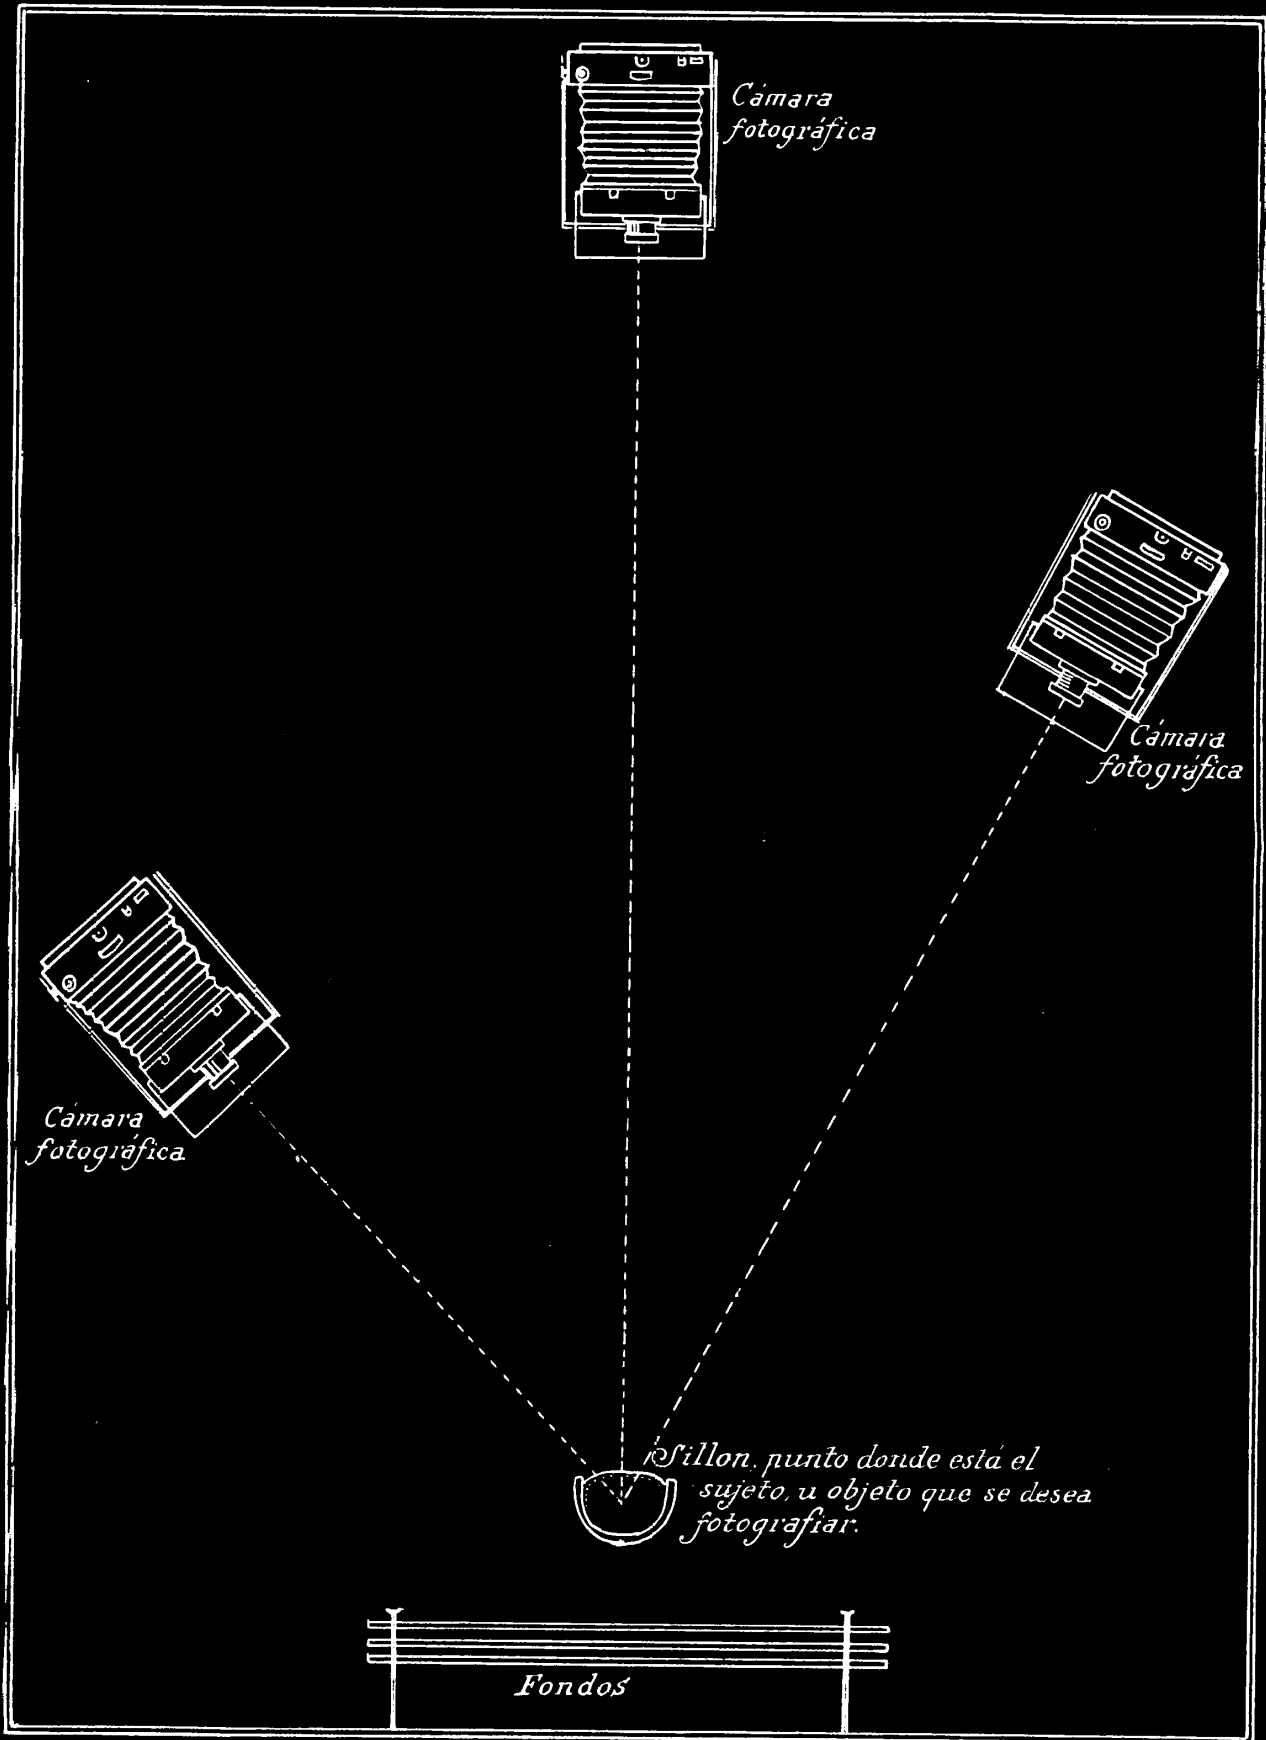 Cámara
fotográfica
Cámara
fotográfica
Cámara
fotográfica
Sillon, punto donde está el
sujeto, u objeto que se desea
fotografiar.
Fondos